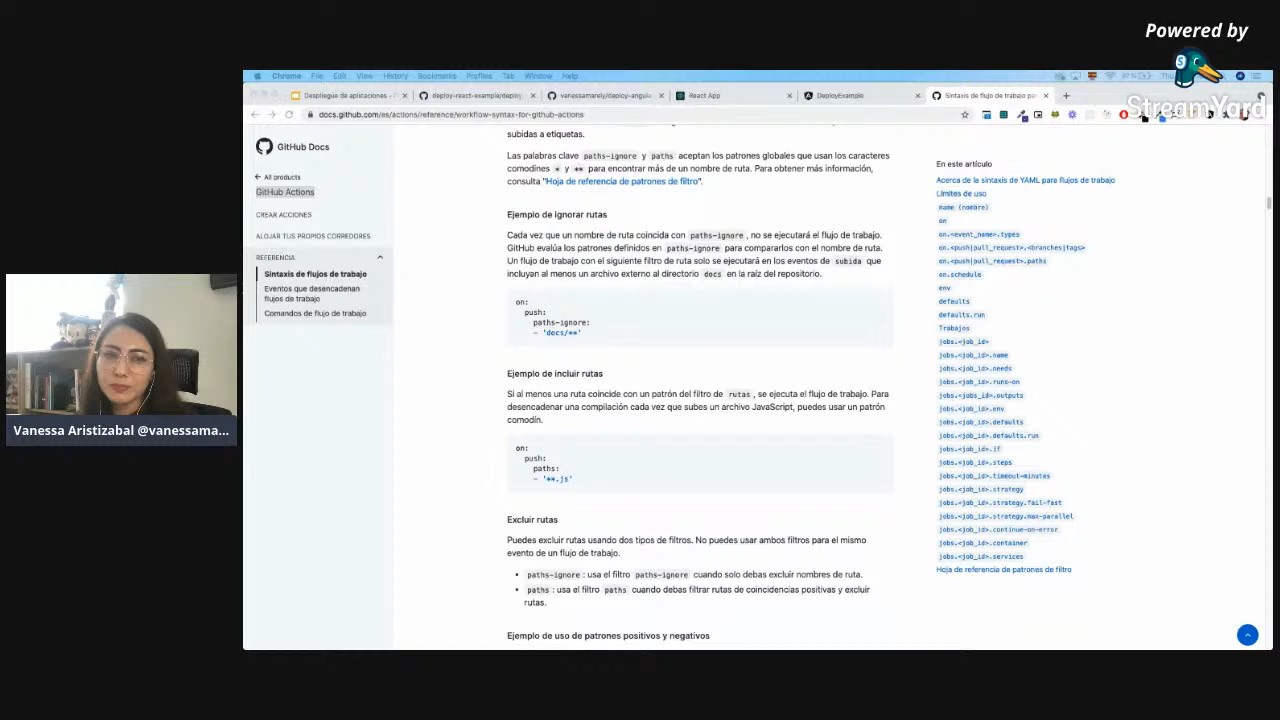 Powered by
StreamYard
Chrome File Edit View History Bookmarks Profiles Tab Window Help
Despliegue de aplicaciones -
deploy-react-example/deploy
vanessamarely/deploy-angula
React App
DeployExample
Sintaxis de flujo de trabajo pa
docs.github.com/es/actions/reference/workflow-syntax-for-github-actions
GitHub Docs
All products
GitHub Actions
CREAR ACCIONES
ALOJAR TUS PROPIOS CORREDORES
REFERENCIA
Sintaxis de flujos de trabajo
Eventos que desencadenan
flujos de trabajo
Comandos de flujo de trabajo
subidas a etiquetas.
Las palabras clave paths-ignore y paths aceptan los patrones globales que usan los caracteres
comodines * y ** para encontrar más de un nombre de ruta. Para obtener más información,
consulta "Hoja de referencia de patrones de filtro".
Ejemplo de ignorar rutas
Cada vez que un nombre de ruta coincida con paths-ignore, no se ejecutará el flujo de trabajo.
GitHub evalúa los patrones definidos en paths-ignore para compararlos con el nombre de ruta.
Un flujo de trabajo con el siguiente filtro de ruta solo se ejecutará en los eventos de subida que
incluyan al menos un archivo externo al directorio docs en la raíz del repositorio.
on:
push:
paths-ignore:
- 'docs/**'
Ejemplo de incluir rutas
Si al menos una ruta coincide con un patrón del filtro de rutas, se ejecuta el flujo de trabajo. Para
desencadenar una compilación cada vez que subes un archivo JavaScript, puedes usar un patrón
comodín.
on:
push:
paths:
- '**.js'
Excluir rutas
Puedes excluir rutas usando dos tipos de filtros. No puedes usar ambos filtros para el mismo
evento de un flujo de trabajo.
• paths-ignore: usa el filtro paths-ignore cuando solo debas excluir nombres de ruta.
• paths: usa el filtro paths cuando debas filtrar rutas de coincidencias positivas y excluir
rutas.
Ejemplo de uso de patrones positivos y negativos
En este artículo
Acerca de la sintaxis de YAML para flujos de trabajo
Límites de uso
name (nombre)
on
on.<event_name>.types
on.<push|pull_request>.<branches|tags>
on.<push|pull_request>.paths
on.schedule
env
defaults
defaults.run
Trabajos
jobs.<job_id>
jobs.<job_id>.name
jobs.<job_id>.needs
jobs.<job_id>.runs-on
jobs.<jobs_id>.outputs
jobs.<job_id>.env
jobs.<job_id>.defaults
jobs.<job_id>.defaults.run
jobs.<job_id>.if
jobs.<job_id>.steps
jobs.<job_id>.timeout-minutes
jobs.<job_id>.strategy
jobs.<job_id>.strategy.fail-fast
jobs.<job_id>.strategy.max-parallel
jobs.<job_id>.continue-on-error
jobs.<job_id>.container
jobs.<job_id>.services
Hoja de referencia de patrones de filtro
Vanessa Aristizabal @vanessama...